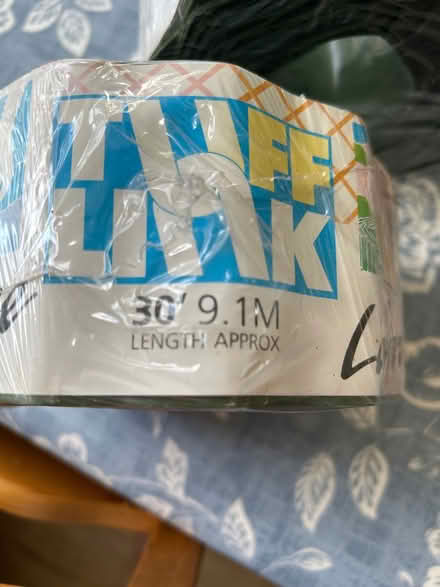 TUFF
LINK
30' 9.1M
LENGTH APPROX